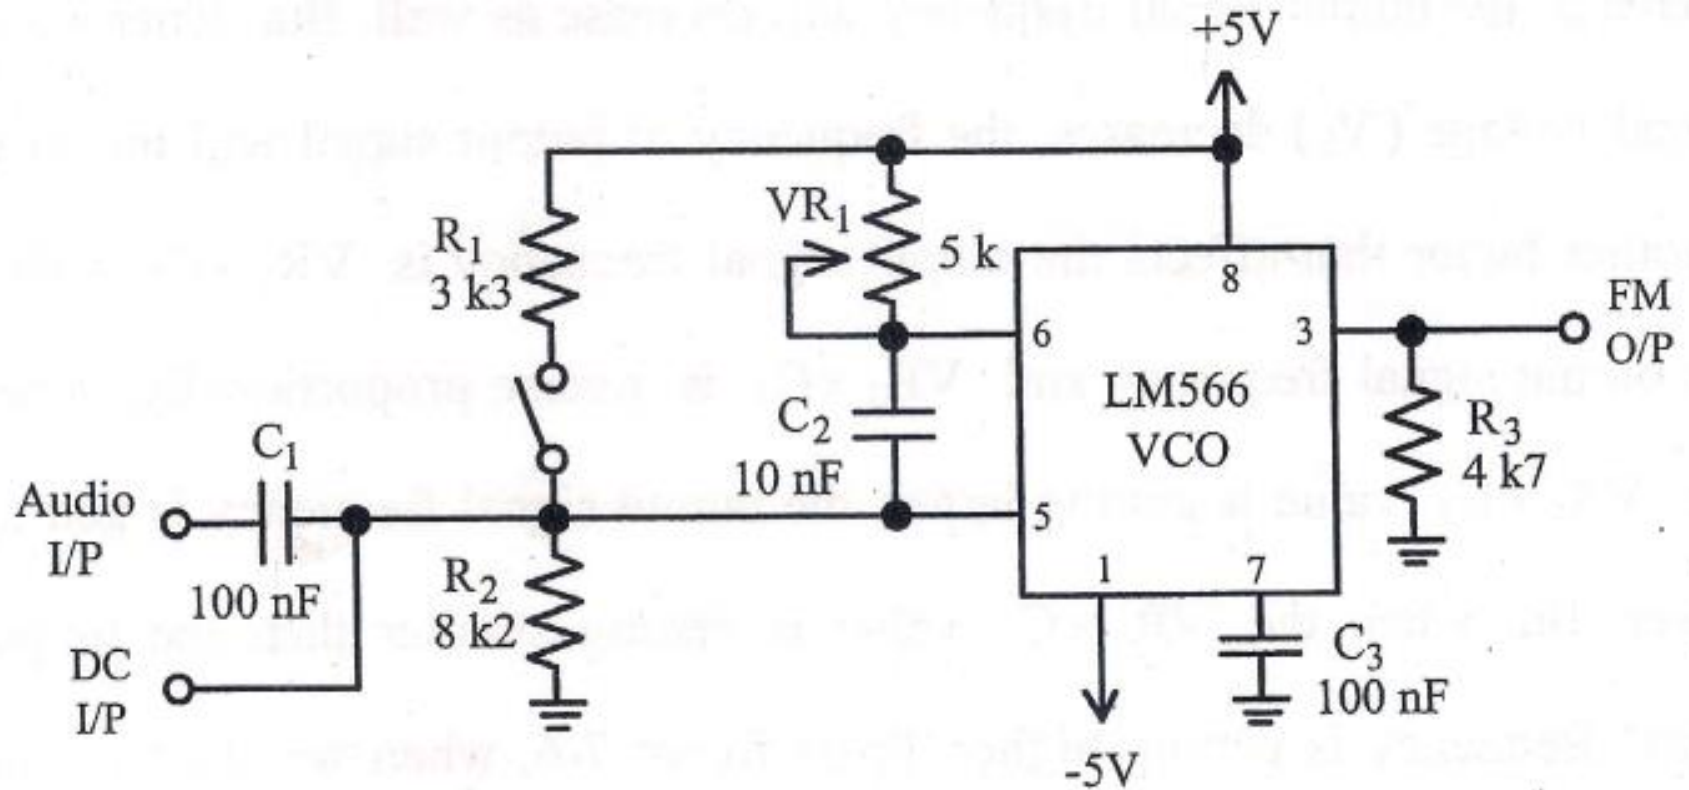 +5V
VR1
5 k
R1
3 k3
8
FM
O/P
6
3
LM566
VCO
C2
10 nF
R3
4 k7
C1
Audio
I/P
100 nF
5
R2
8 k2
1
7
C3
100 nF
DC
I/P
-5V